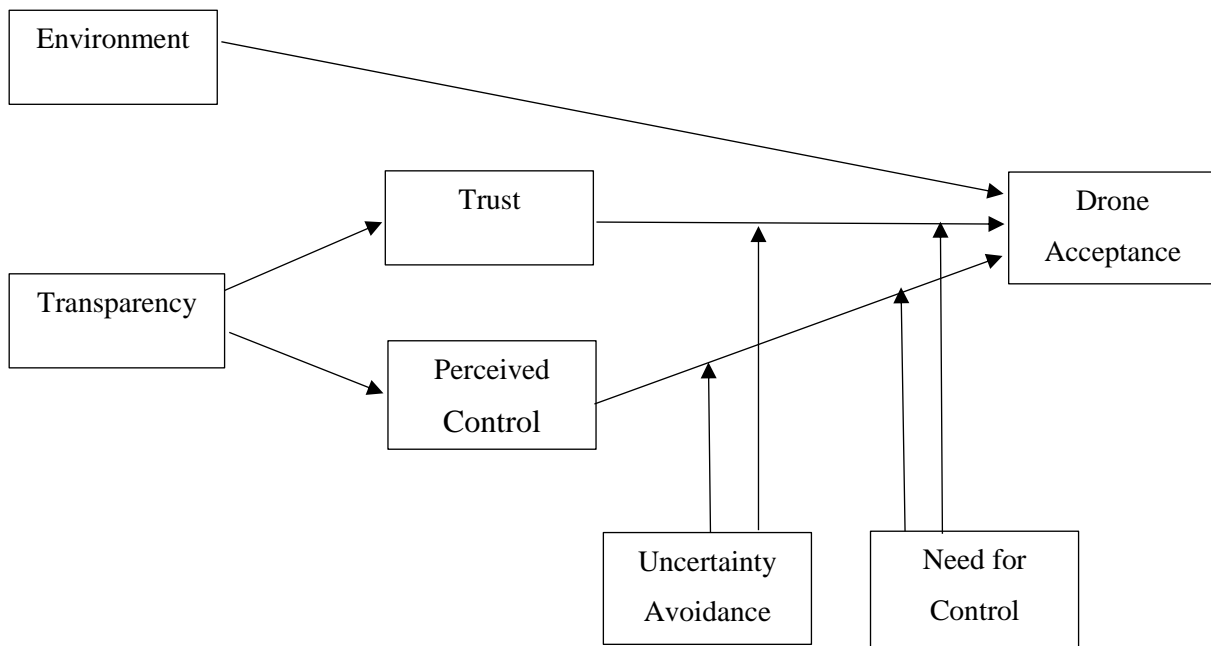 Environment
Trust
Drone
Acceptance
Transparency
Perceived
Control
Uncertainty
Avoidance
Need for
Control